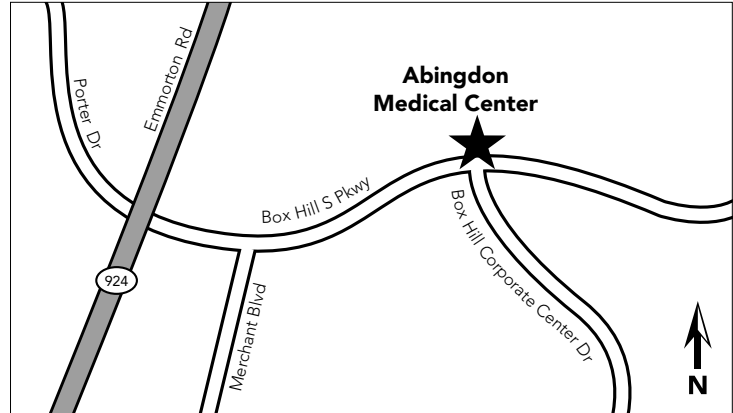 Porter Dr
Emmorton Rd
Abingdon
Medical Center
Box Hill S Pkwy
Box Hill Corporate Center Dr
924
Merchant Blvd
N